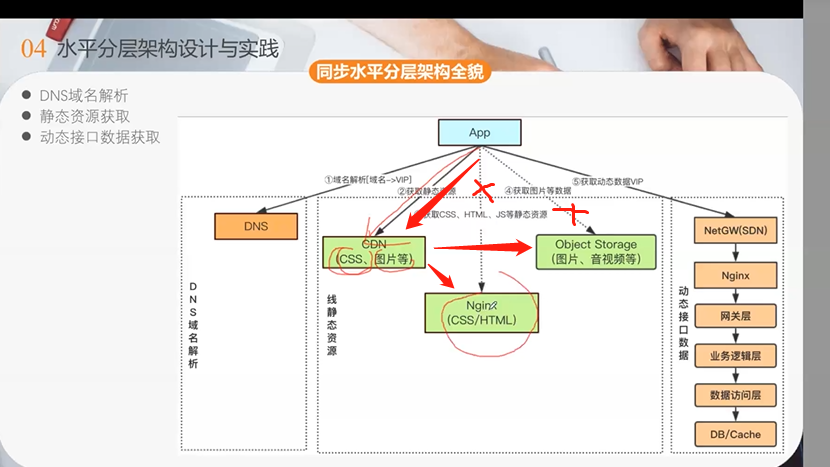 04 水平分层架构设计与实践
同步水平分层架构全貌
DNS域名解析
静态资源获取
动态接口数据获取
App
①域名解析[域名->VIP]
②获取静态资源
④获取图片等数据
⑤获取动态数据VIP
获取CSS、HTML、JS等静态资源
DNS
CDN
(CSS、图片等)
Object Storage
(图片、音视频等)
Nginx
(CSS/HTML)
NetGW(SDN)
Nginx
网关层
业务逻辑层
数据访问层
DB/Cache
DNS域名解析
线静态资源
动态接口数据